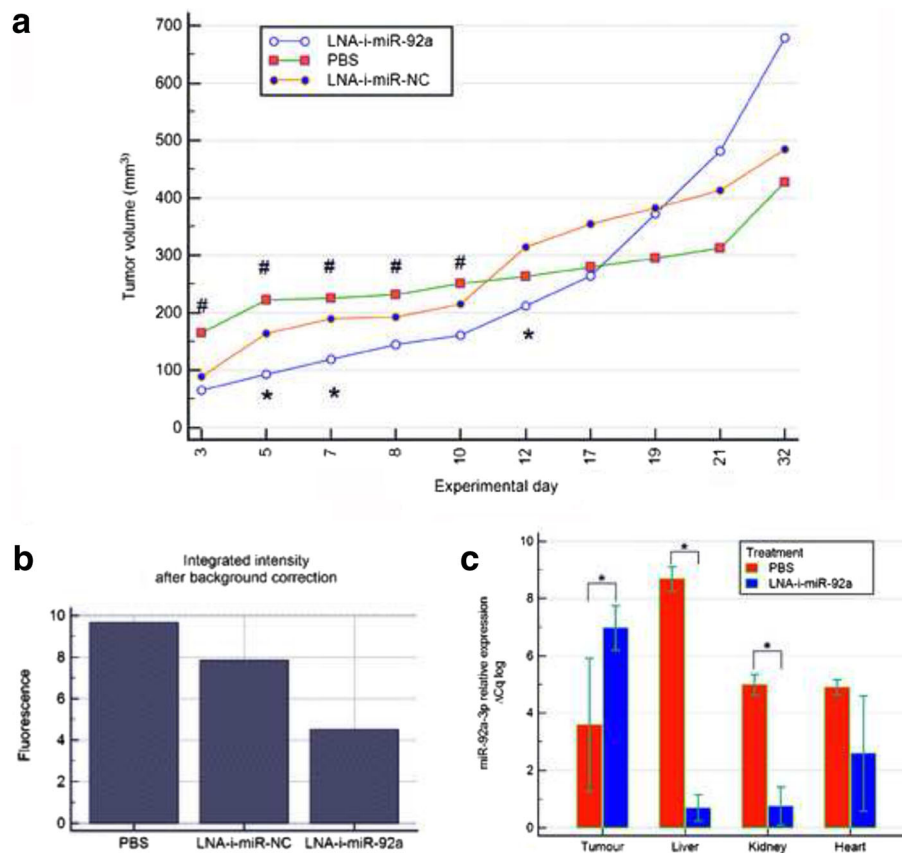 a
700
600
500
400
300
200
100
0
Tumor volume (mm³)
LNA-i-miR-92a
PBS
LNA-i-miR-NC
# # # # #
* * *
3 5 7 8 10 12 17 19 21 32
Experimental day
b
Integrated intensity
after background correction
10
8
6
4
2
0
Fluorescence
PBS LNA-i-miR-NC LNA-i-miR-92a
c
10
8
6
4
2
0
miR-92a-3p relative expression
ΔCq log
Treatment
PBS
LNA-i-miR-92a
* * *
Tumour Liver Kidney Heart